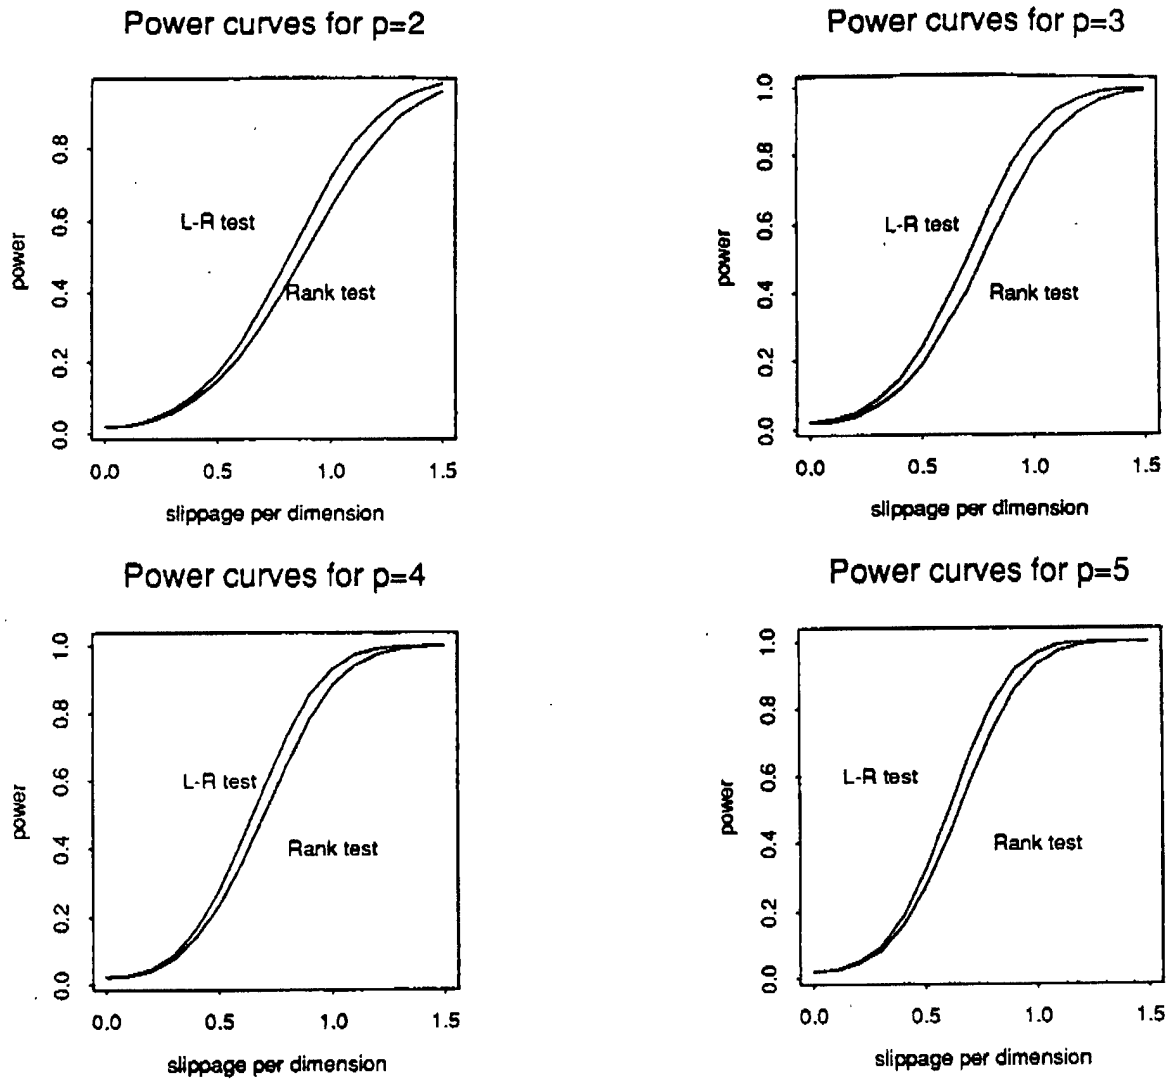 Power curves for p=2
power
0.0 0.2 0.4 0.6 0.8
L-R test
Rank test
0.0 0.5 1.0 1.5
slippage per dimension
Power curves for p=3
power
0.0 0.2 0.4 0.6 0.8 1.0
L-R test
Rank test
0.0 0.5 1.0 1.5
slippage per dimension
Power curves for p=4
power
0.0 0.2 0.4 0.6 0.8 1.0
L-R test
Rank test
0.0 0.5 1.0 1.5
slippage per dimension
Power curves for p=5
power
0.0 0.2 0.4 0.6 0.8 1.0
L-R test
Rank test
0.0 0.5 1.0 1.5
slippage per dimension